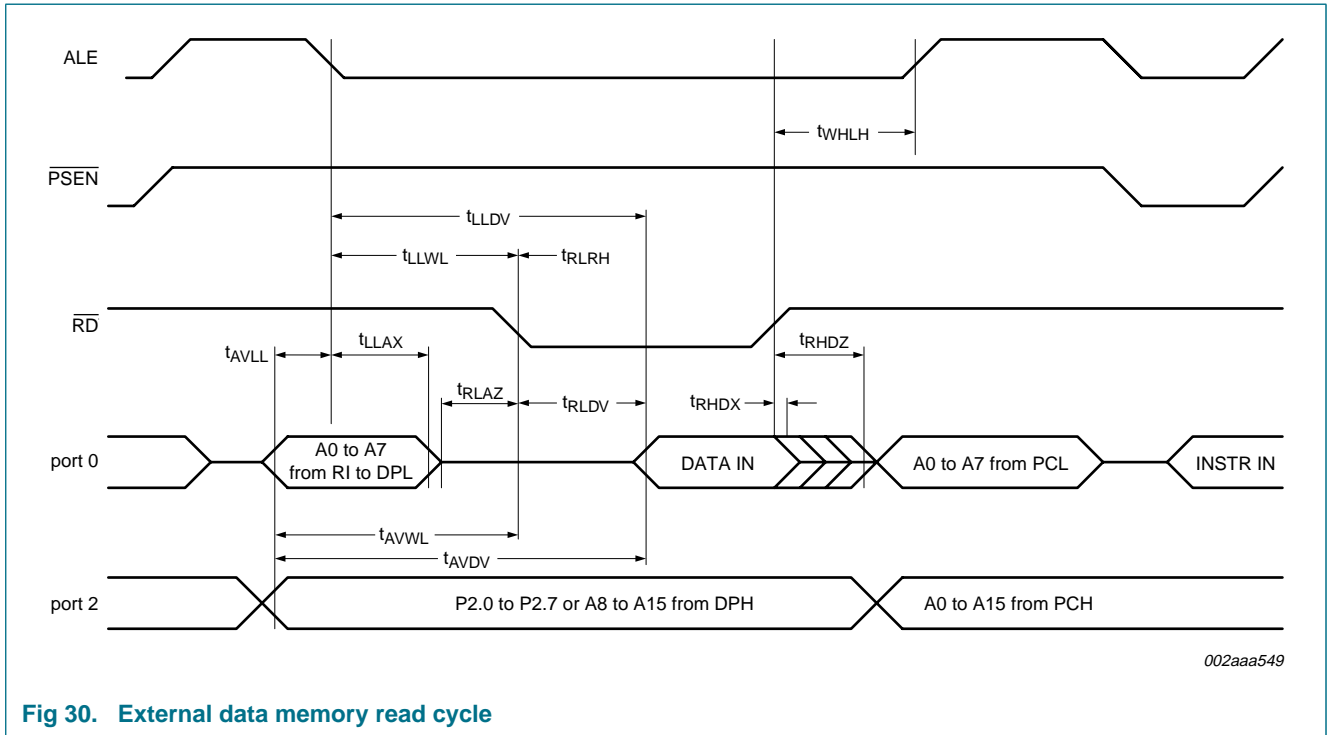 ALE
tWHLH
PSEN
tLLDV
tLLWL
tRLRH
RD
tAVLL
tLLAX
tRHDZ
tRLAZ
tRLDV
tRHDX
port 0
A0 to A7
from RI to DPL
DATA IN
A0 to A7 from PCL
INSTR IN
tAVWL
tAVDV
port 2
P2.0 to P2.7 or A8 to A15 from DPH
A0 to A15 from PCH
002aaa549
Fig 30. External data memory read cycle